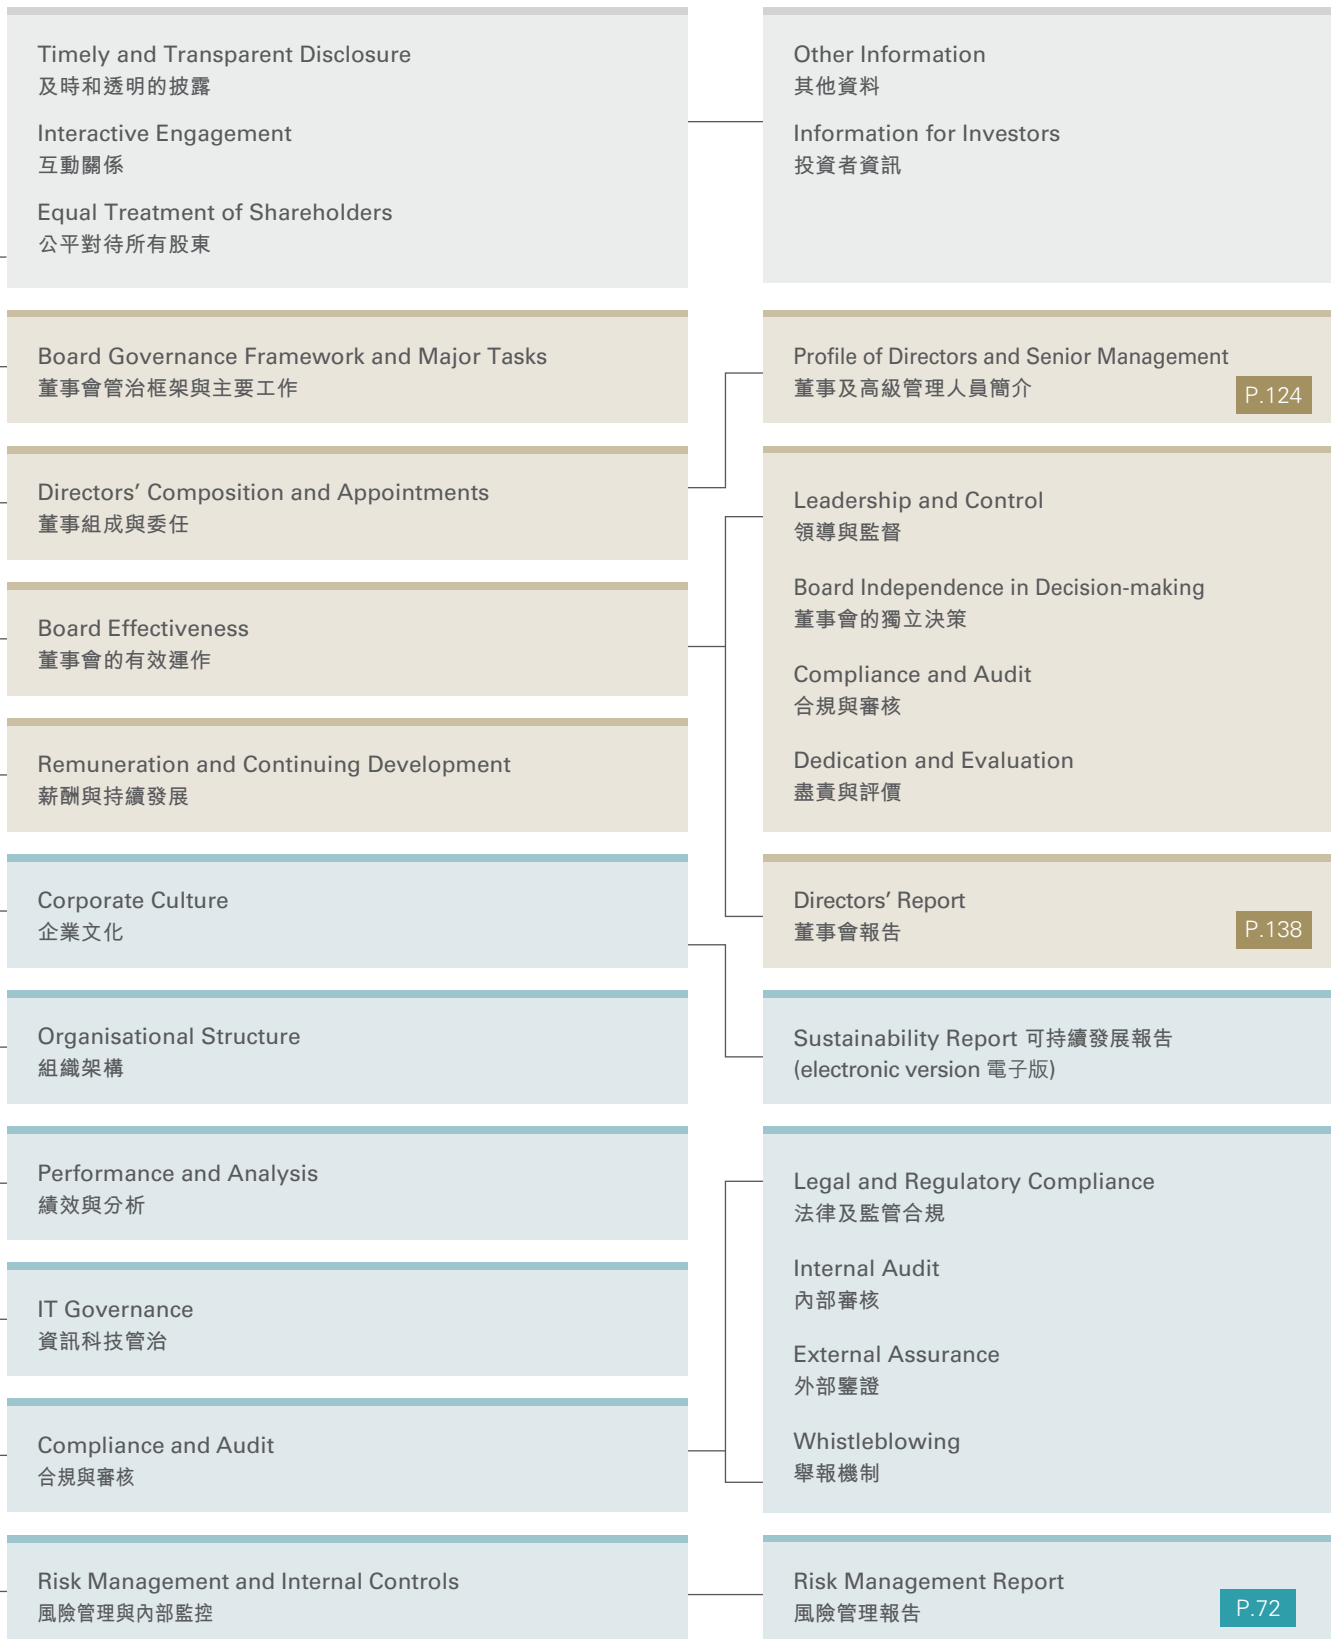 Timely and Transparent Disclosure
及時和透明的披露
Interactive Engagement
互動關係
Equal Treatment of Shareholders
公平對待所有股東
Other Information
其他資料
Information for Investors
投資者資訊
Board Governance Framework and Major Tasks
董事會管治框架與主要工作
Profile of Directors and Senior Management
董事及高級管理人員簡介
P.124
Directors’ Composition and Appointments
董事組成與委任
Board Effectiveness
董事會的有效運作
Remuneration and Continuing Development
薪酬與持續發展
Leadership and Control
領導與監督
Board Independence in Decision-making
董事會的獨立決策
Compliance and Audit
合規與審核
Dedication and Evaluation
盡責與評價
Corporate Culture
企業文化
Directors’ Report
董事會報告
P.138
Organisational Structure
組織架構
Sustainability Report 可持續發展報告
(electronic version 電子版)
Performance and Analysis
績效與分析
IT Governance
資訊科技管治
Compliance and Audit
合規與審核
Legal and Regulatory Compliance
法律及監管合規
Internal Audit
內部審核
External Assurance
外部鑒證
Whistleblowing
舉報機制
Risk Management and Internal Controls
風險管理與內部監控
Risk Management Report
風險管理報告
P.72